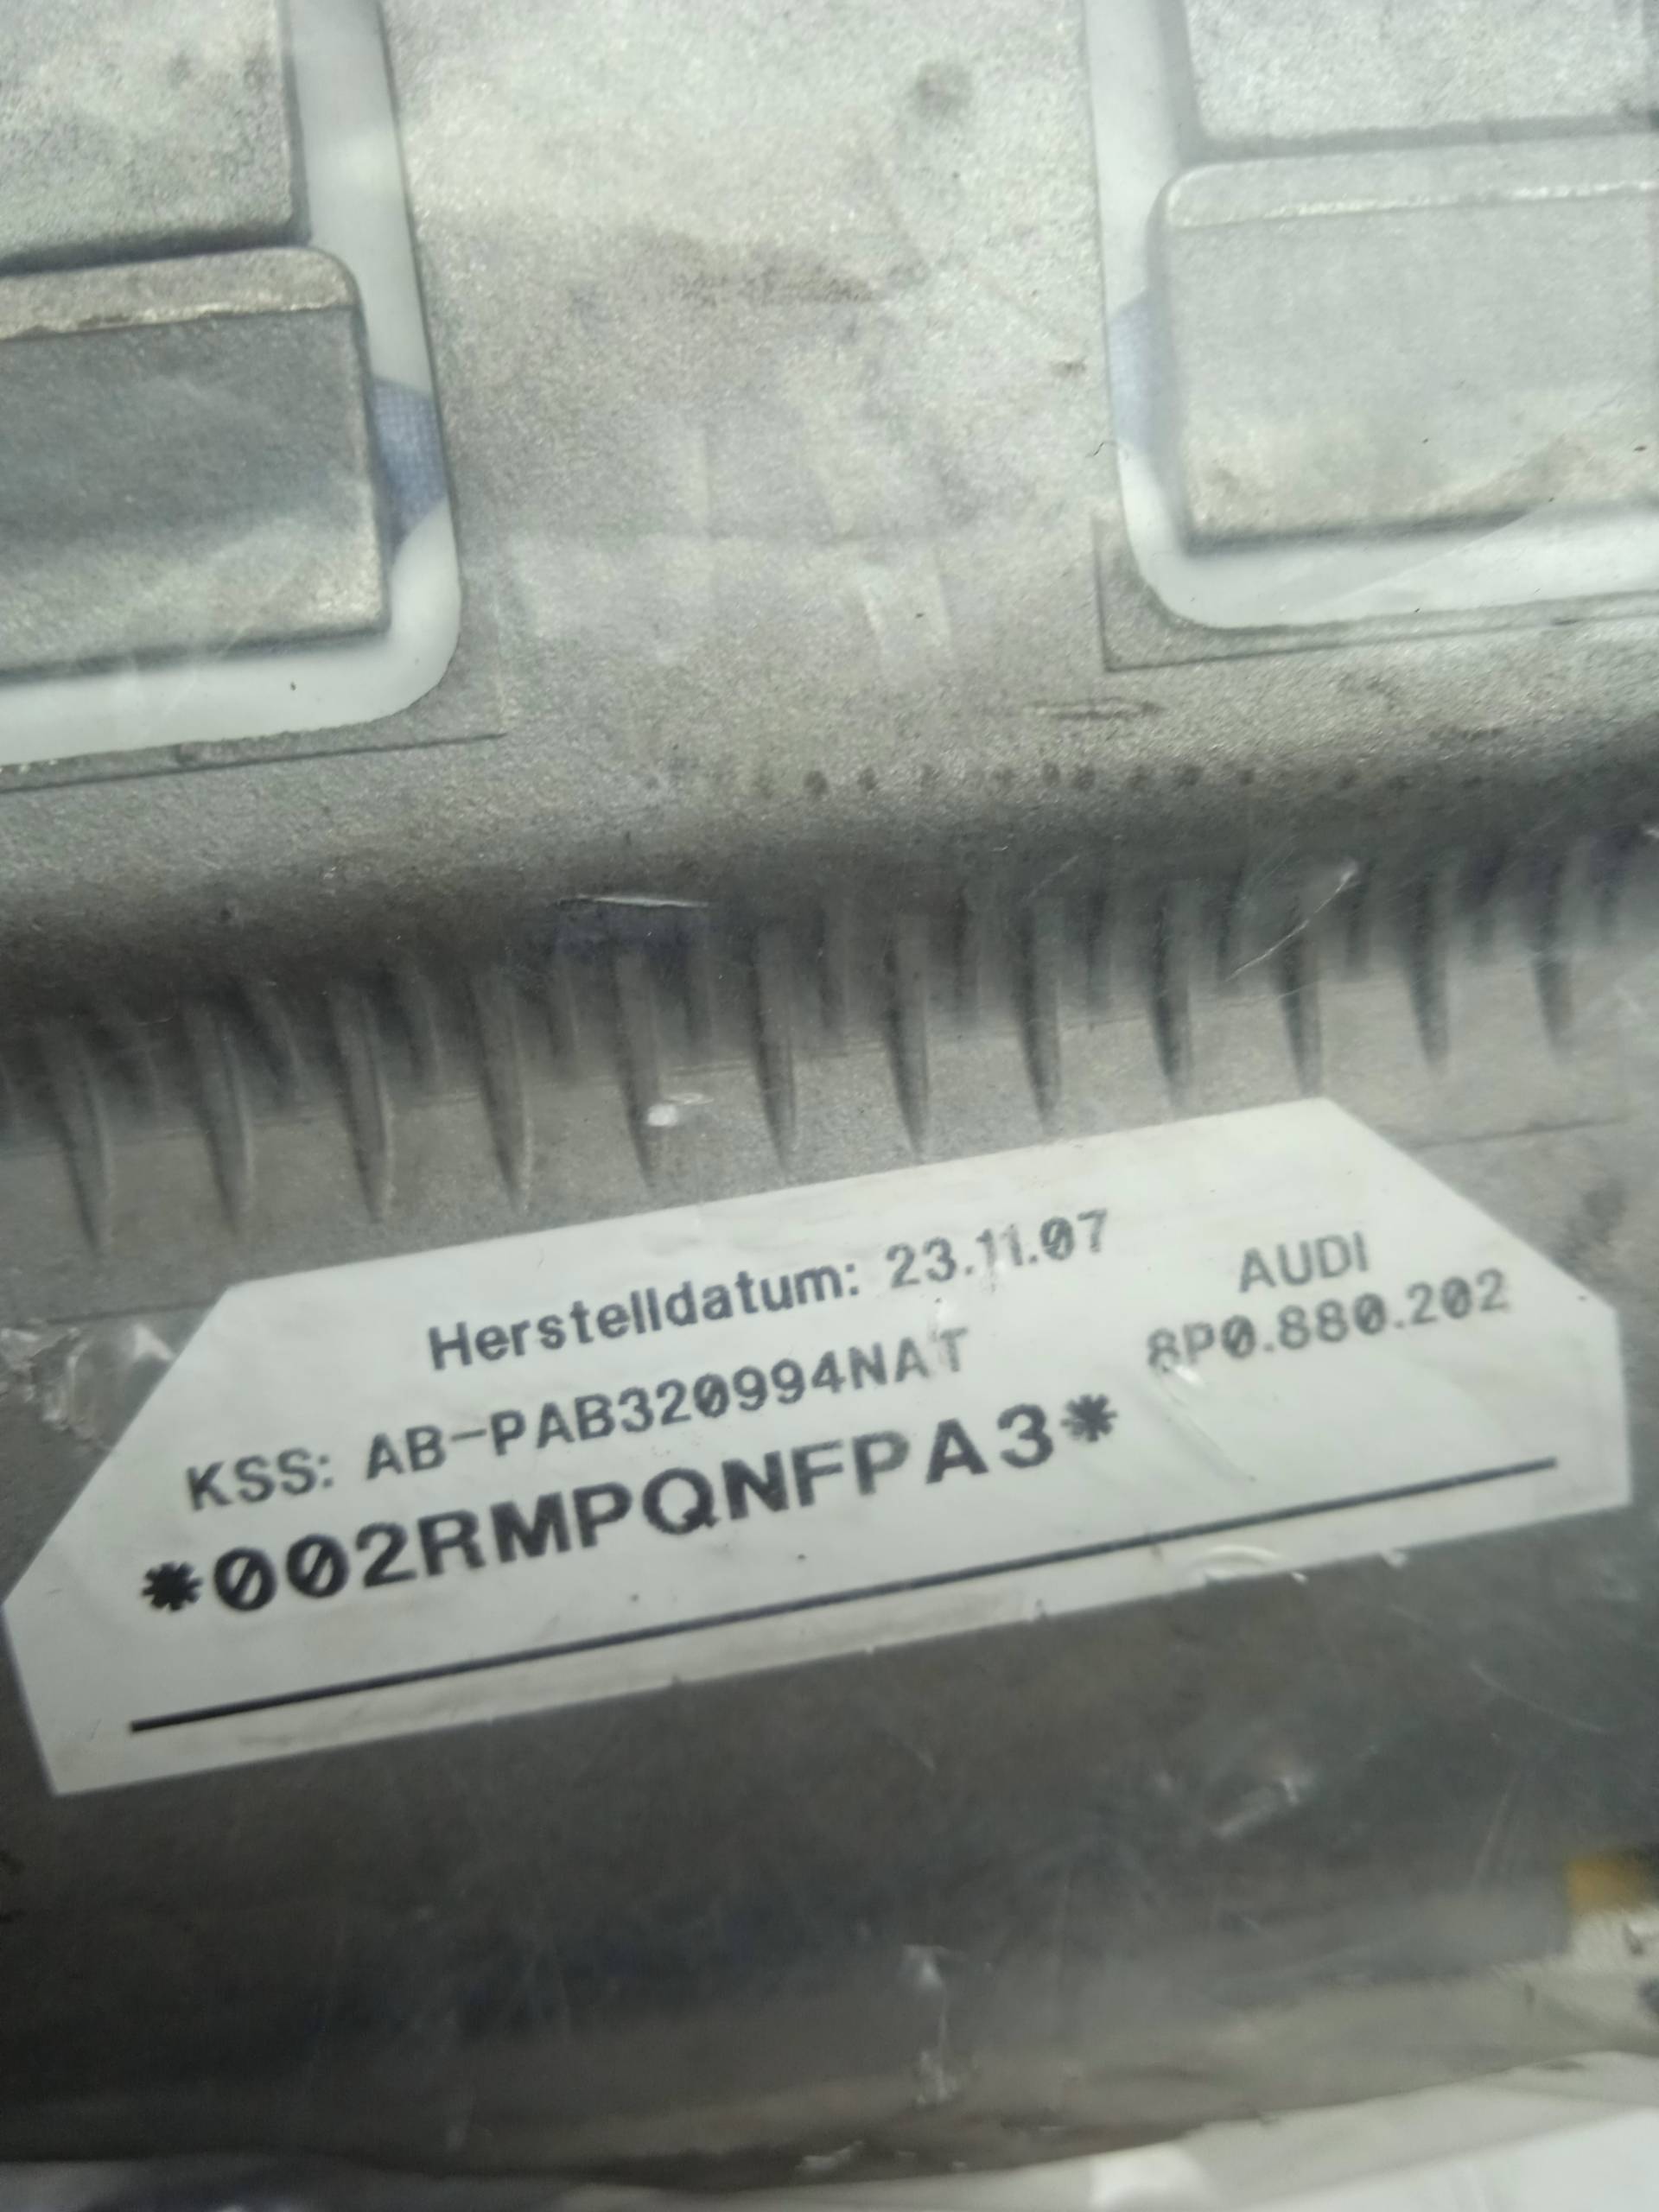 Herstelldatum: 23.11.07
AUDI
KSS: AB-PAB320994NAT
8P0.880.202
*002RMPQNFPA3*